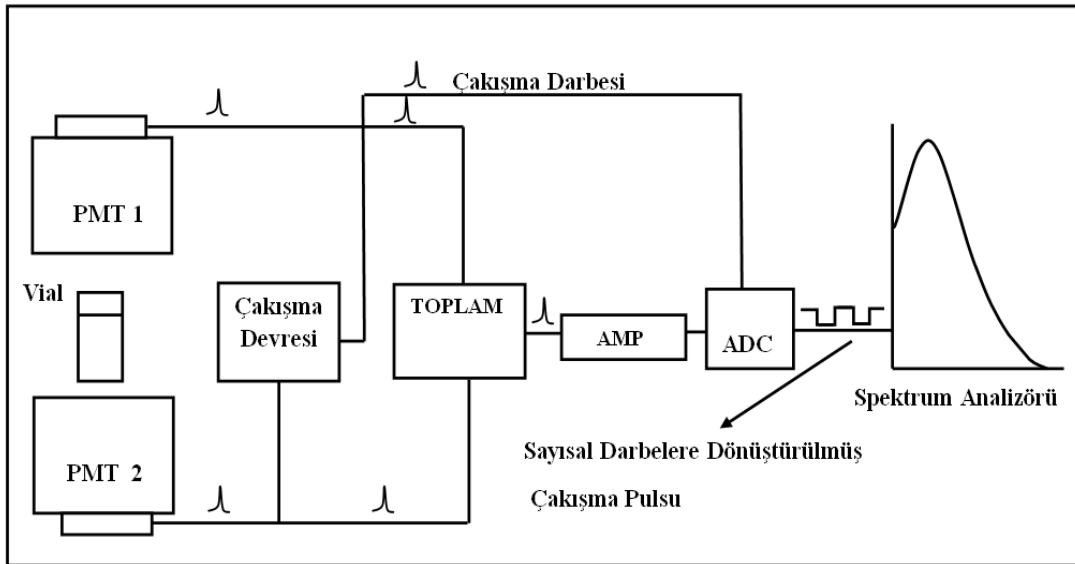 Çakışma Darbesi
PMT 1
Vial
Çakışma
Devresi
TOPLAM
AMP
ADC
Spektrum Analizörü
PMT 2
Sayısal Darbelere Dönüştürülmüş
Çakışma Pulsu